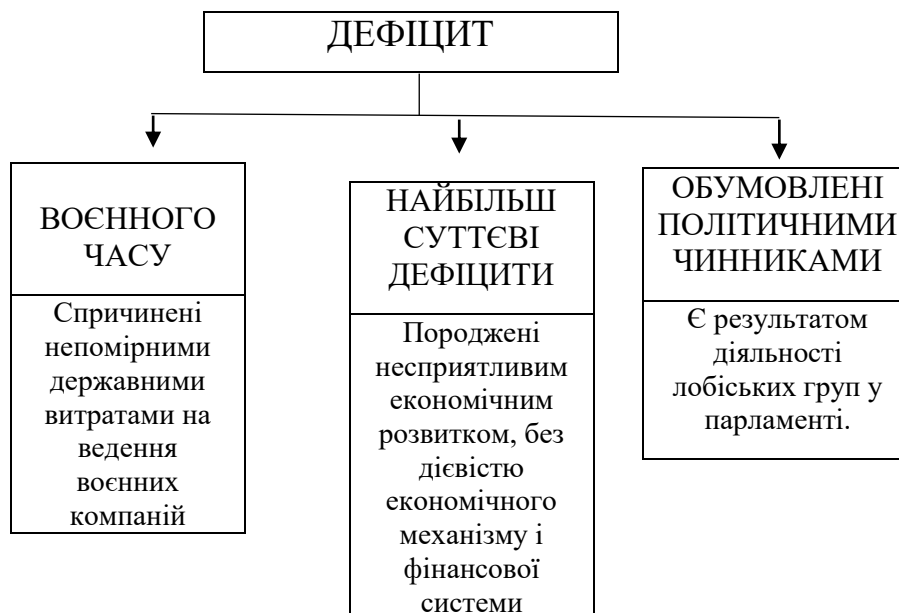 ДЕФІЦИТ
ВОЄННОГО
ЧАСУ
Спричинені
непомірними
державними
витратами на
ведення
воєнних
компаній
НАЙБІЛЬШ
СУТТЄВІ
ДЕФІЦИТИ
Породжені
несприятливим
економічним
розвитком, без
дієвістю
економічного
механізму і
фінансової
системи
ОБУМОВЛЕНІ
ПОЛІТИЧНИМИ
ЧИННИКАМИ
Є результатом
діяльності
лобіських груп у
парламенті.